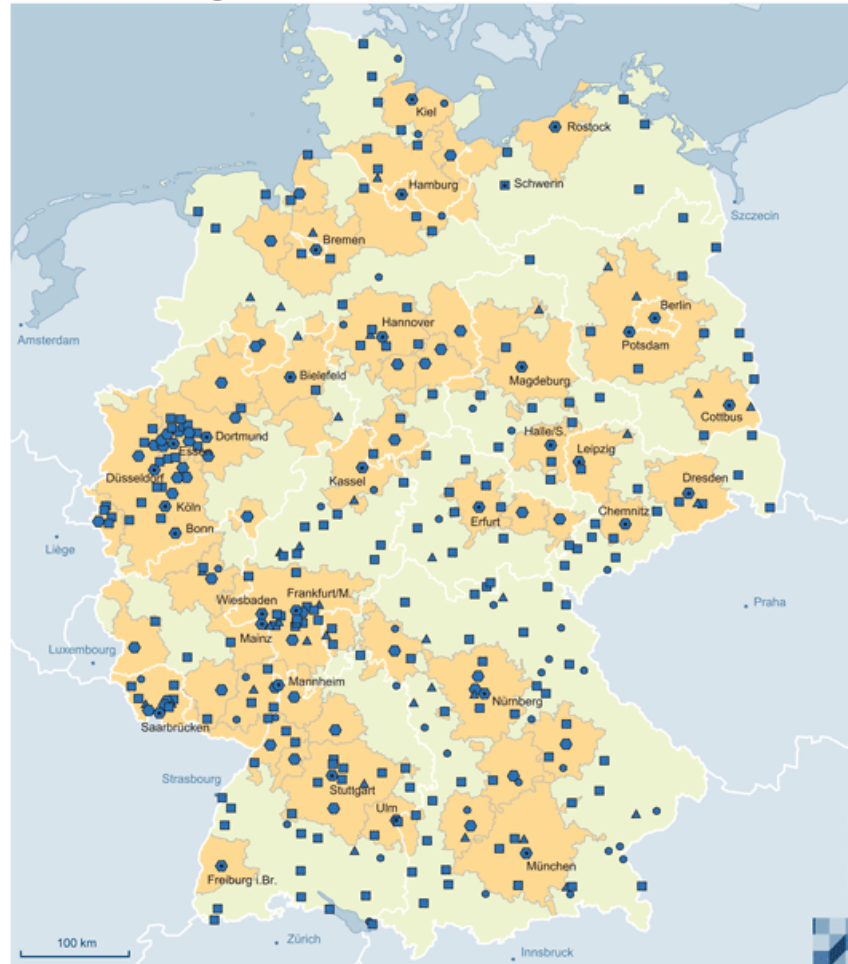 Kiel
Rostock
Hamburg
Schwerin
Szczecin
Bremen
Berlin
Hannover
Amsterdam
Potsdam
Bielefeld
Magdeburg
Cottbus
Dortmund
Essen
Halle/S.
Leipzig
Düsseldorf
Kassel
Dresden
Köln
Erfurt
Chemnitz
Bonn
Liège
Frankfurt/M.
Wiesbaden
Praha
Mainz
Luxembourg
Mannheim
Nürnberg
Saarbrücken
Strasbourg
Stuttgart
Ulm
München
Freiburg i.Br.
100 km
Zürich
Innsbruck